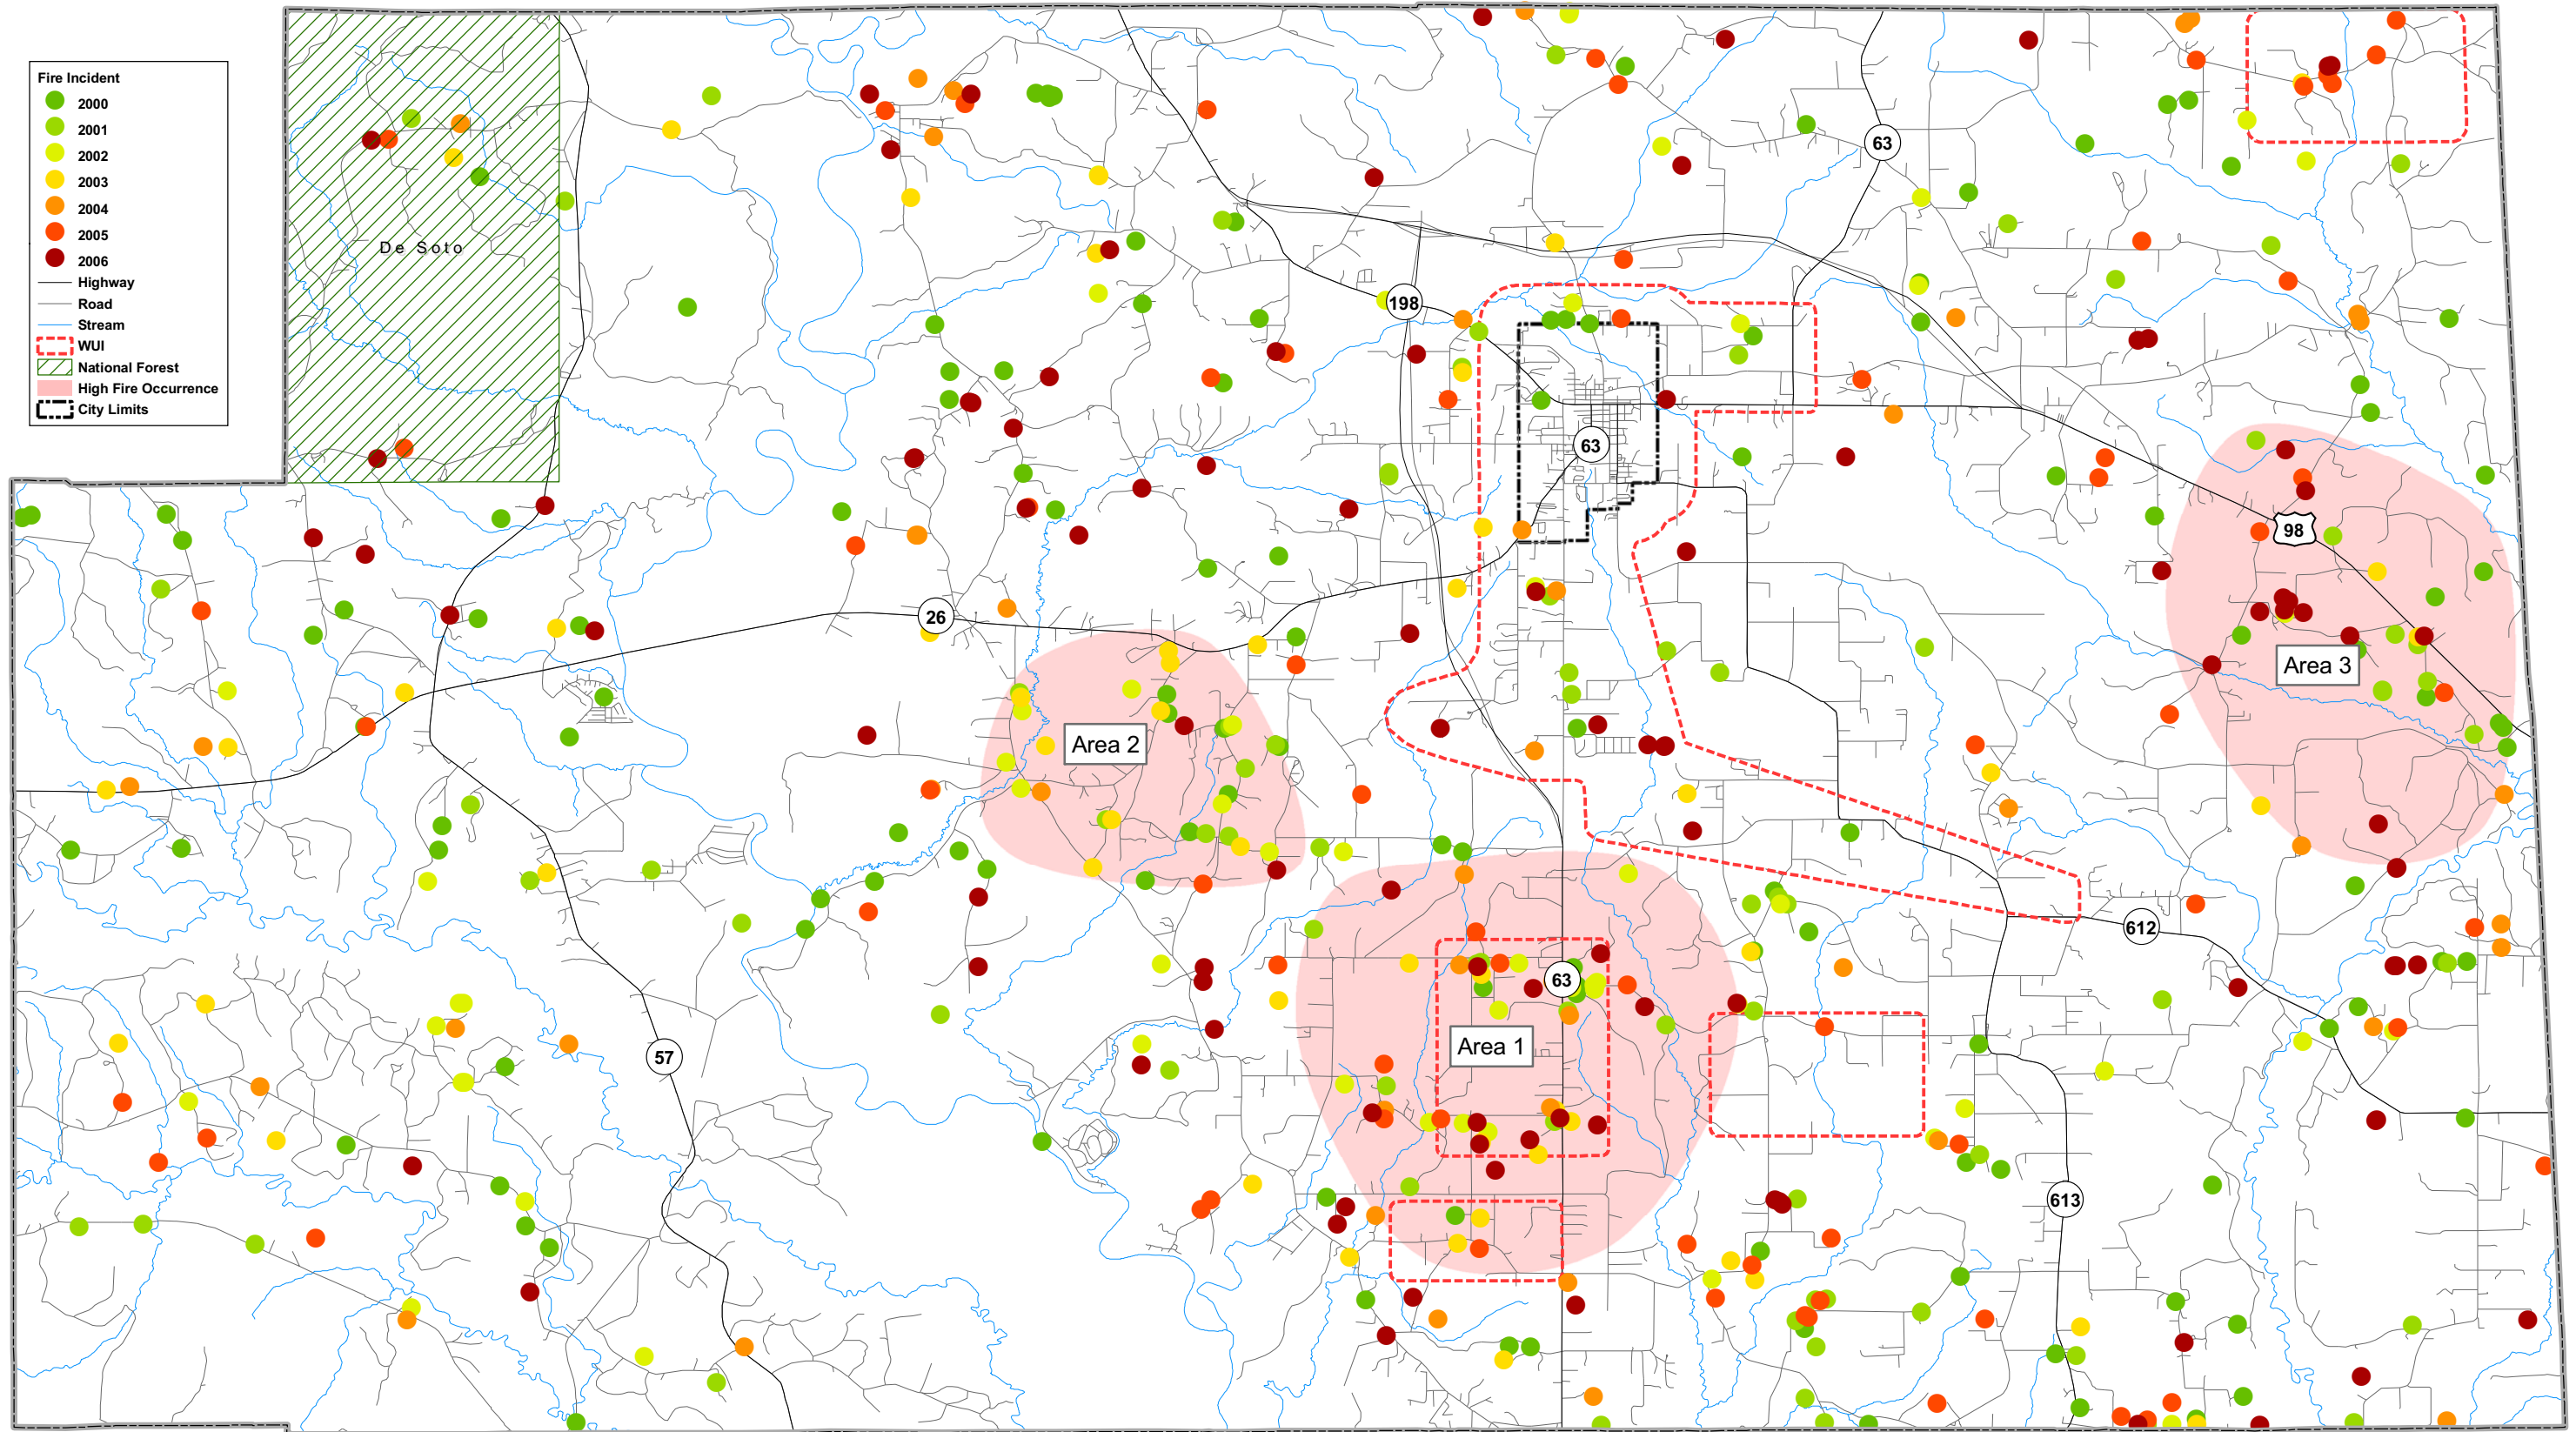 Fire Incident
2000
2001
2002
2003
2004
2005
2006
Highway
Road
Stream
WUI
National Forest
High Fire Occurrence
City Limits
De Soto
63
198
63
98
26
Area 3
Area 2
612
63
Area 1
57
613